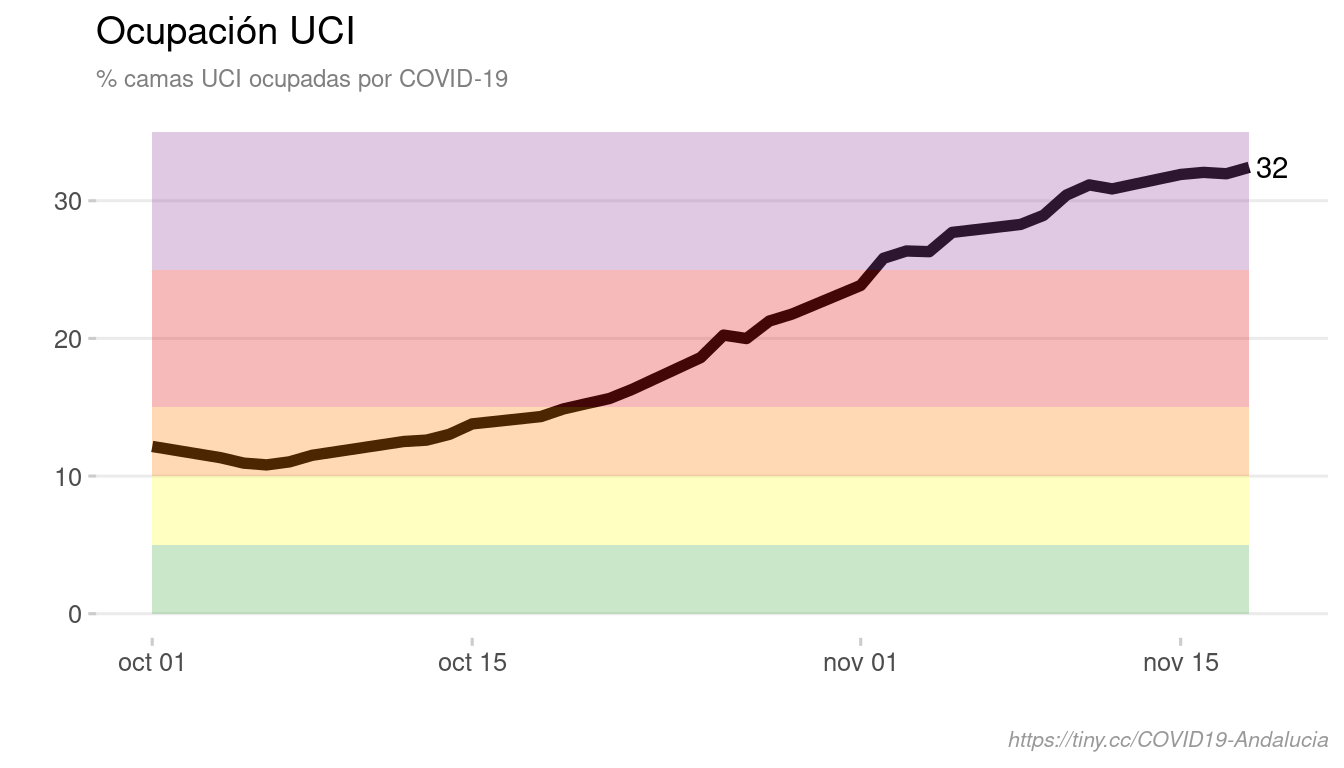 Ocupación UCI
% camas UCI ocupadas por COVID-19
32
30
20
10
0
oct 01
oct 15
nov 01
nov 15
https://tiny.cc/COVID19-Andalucia